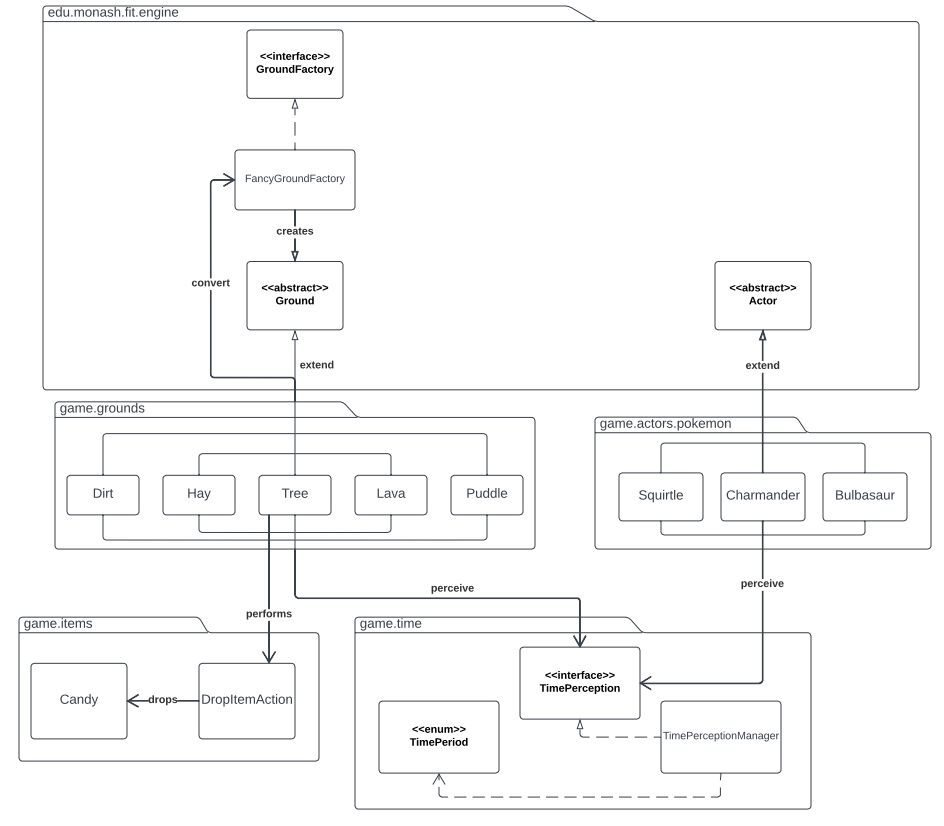 edu.monash.fit.engine
<<interface>>
GroundFactory
FancyGroundFactory
creates
convert
<<abstract>>
Ground
<<abstract>>
Actor
extend
extend
game.grounds
game.actors.pokemon
Dirt
Hay
Tree
Lava
Puddle
Squirtle
Charmander
Bulbasaur
perceive
perceive
performs
game.items
game.time
Candy
drops
DropItemAction
<<interface>>
TimePerception
<<enum>>
TimePeriod
TimePerceptionManager